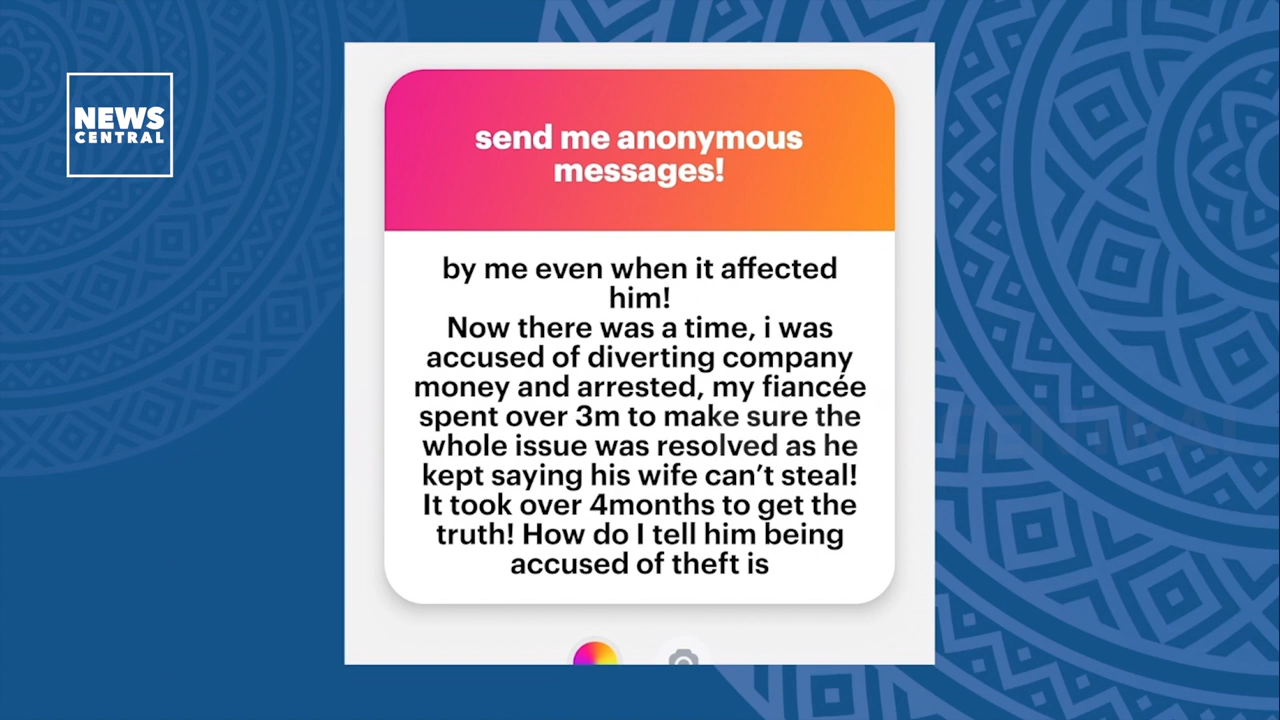 NEWS
CENTRAL
send me anonymous
messages!
by me even when it affected
him!
Now there was a time, i was
accused of diverting company
money and arrested, my fiancée
spent over 3m to make sure the
whole issue was resolved as he
kept saying his wife can’t steal!
It took over 4months to get the
truth! How do I tell him being
accused of theft is